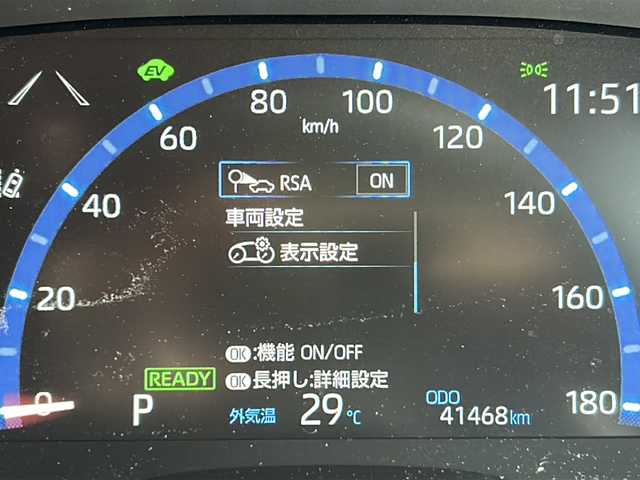 EV
11:51
80
100
km/h
60
120
RSA ON
40
140
車両設定
表示設定
20
160
OK:機能 ON/OFF
READY
OK長押し:詳細設定
0
P
外気温 29℃
ODO
41468km
180